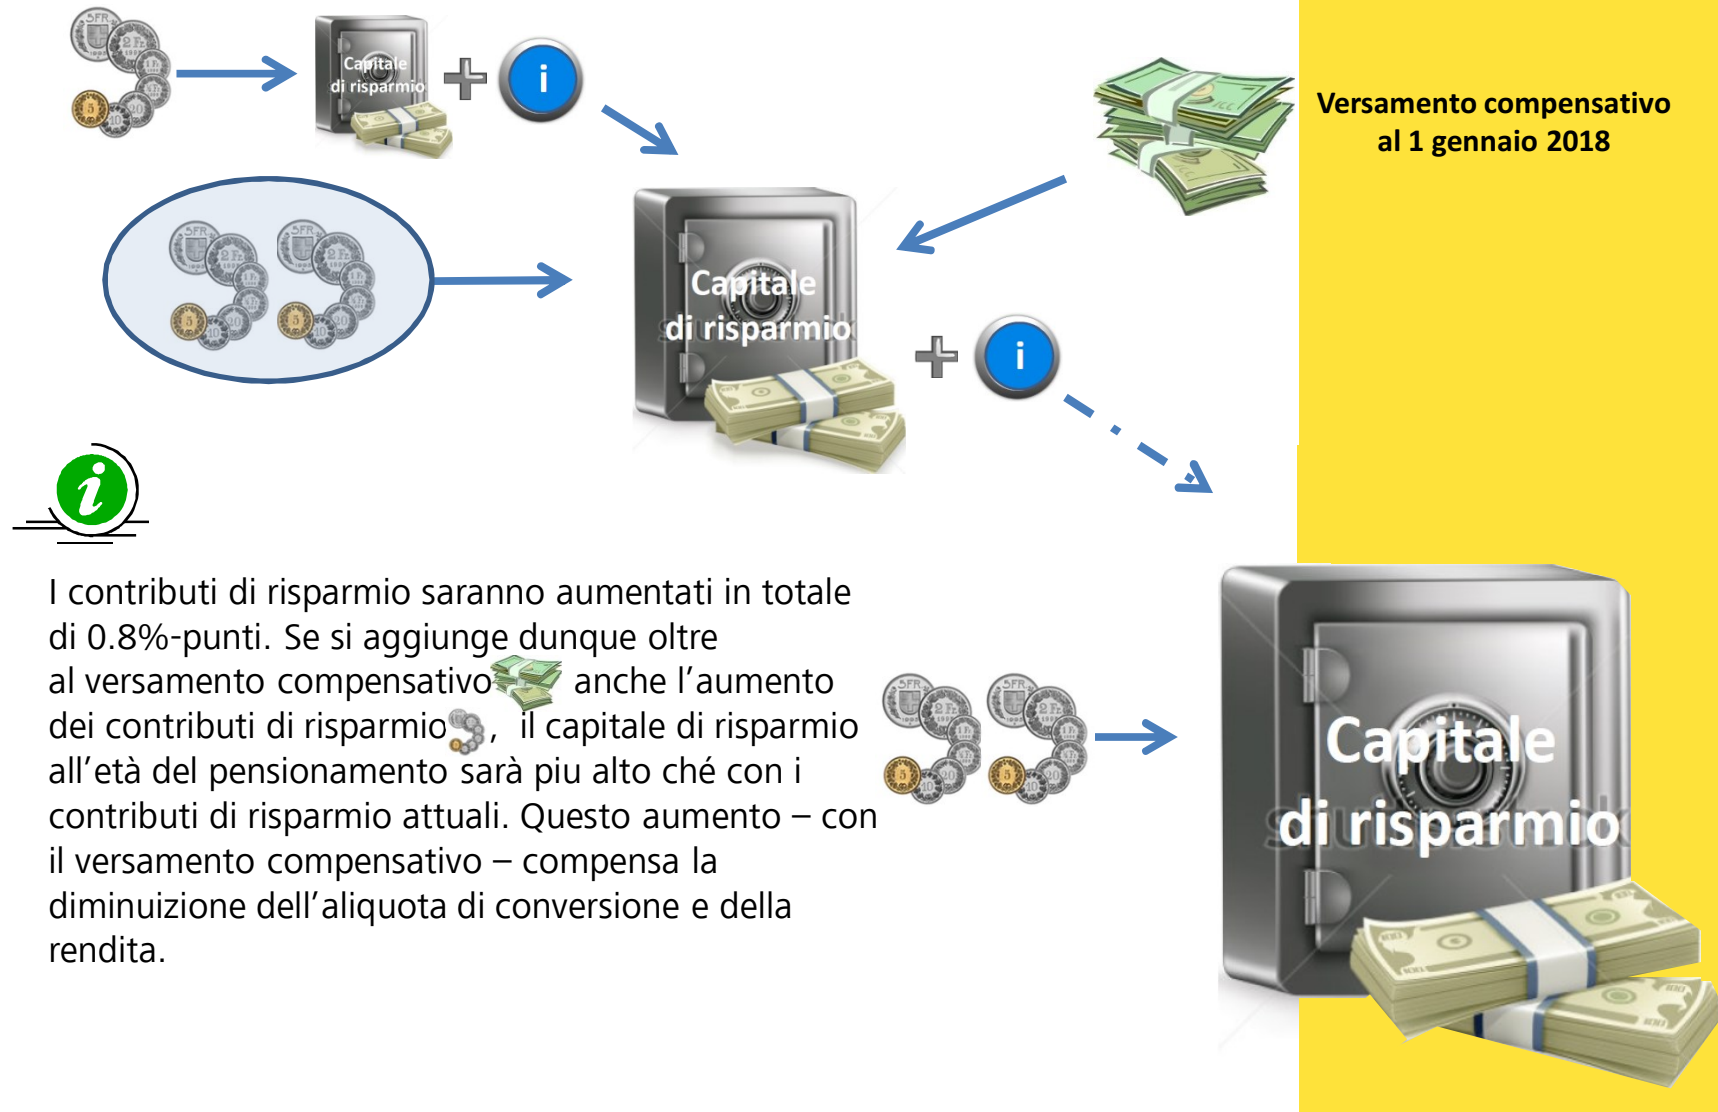 Capitale
di risparmio
i
Versamento compensativo
al 1 gennaio 2018
Capitale
di risparmio
i
i
I contributi di risparmio saranno aumentati in totale
di 0.8%-punti. Se si aggiunge dunque oltre
al versamento compensativo anche l’aumento
dei contributi di risparmio , il capitale di risparmio
all’età del pensionamento sarà piu alto ché con i
contributi di risparmio attuali. Questo aumento – con
il versamento compensativo – compensa la
diminuizione dell’aliquota di conversione e della
rendita.
Capitale
di risparmio